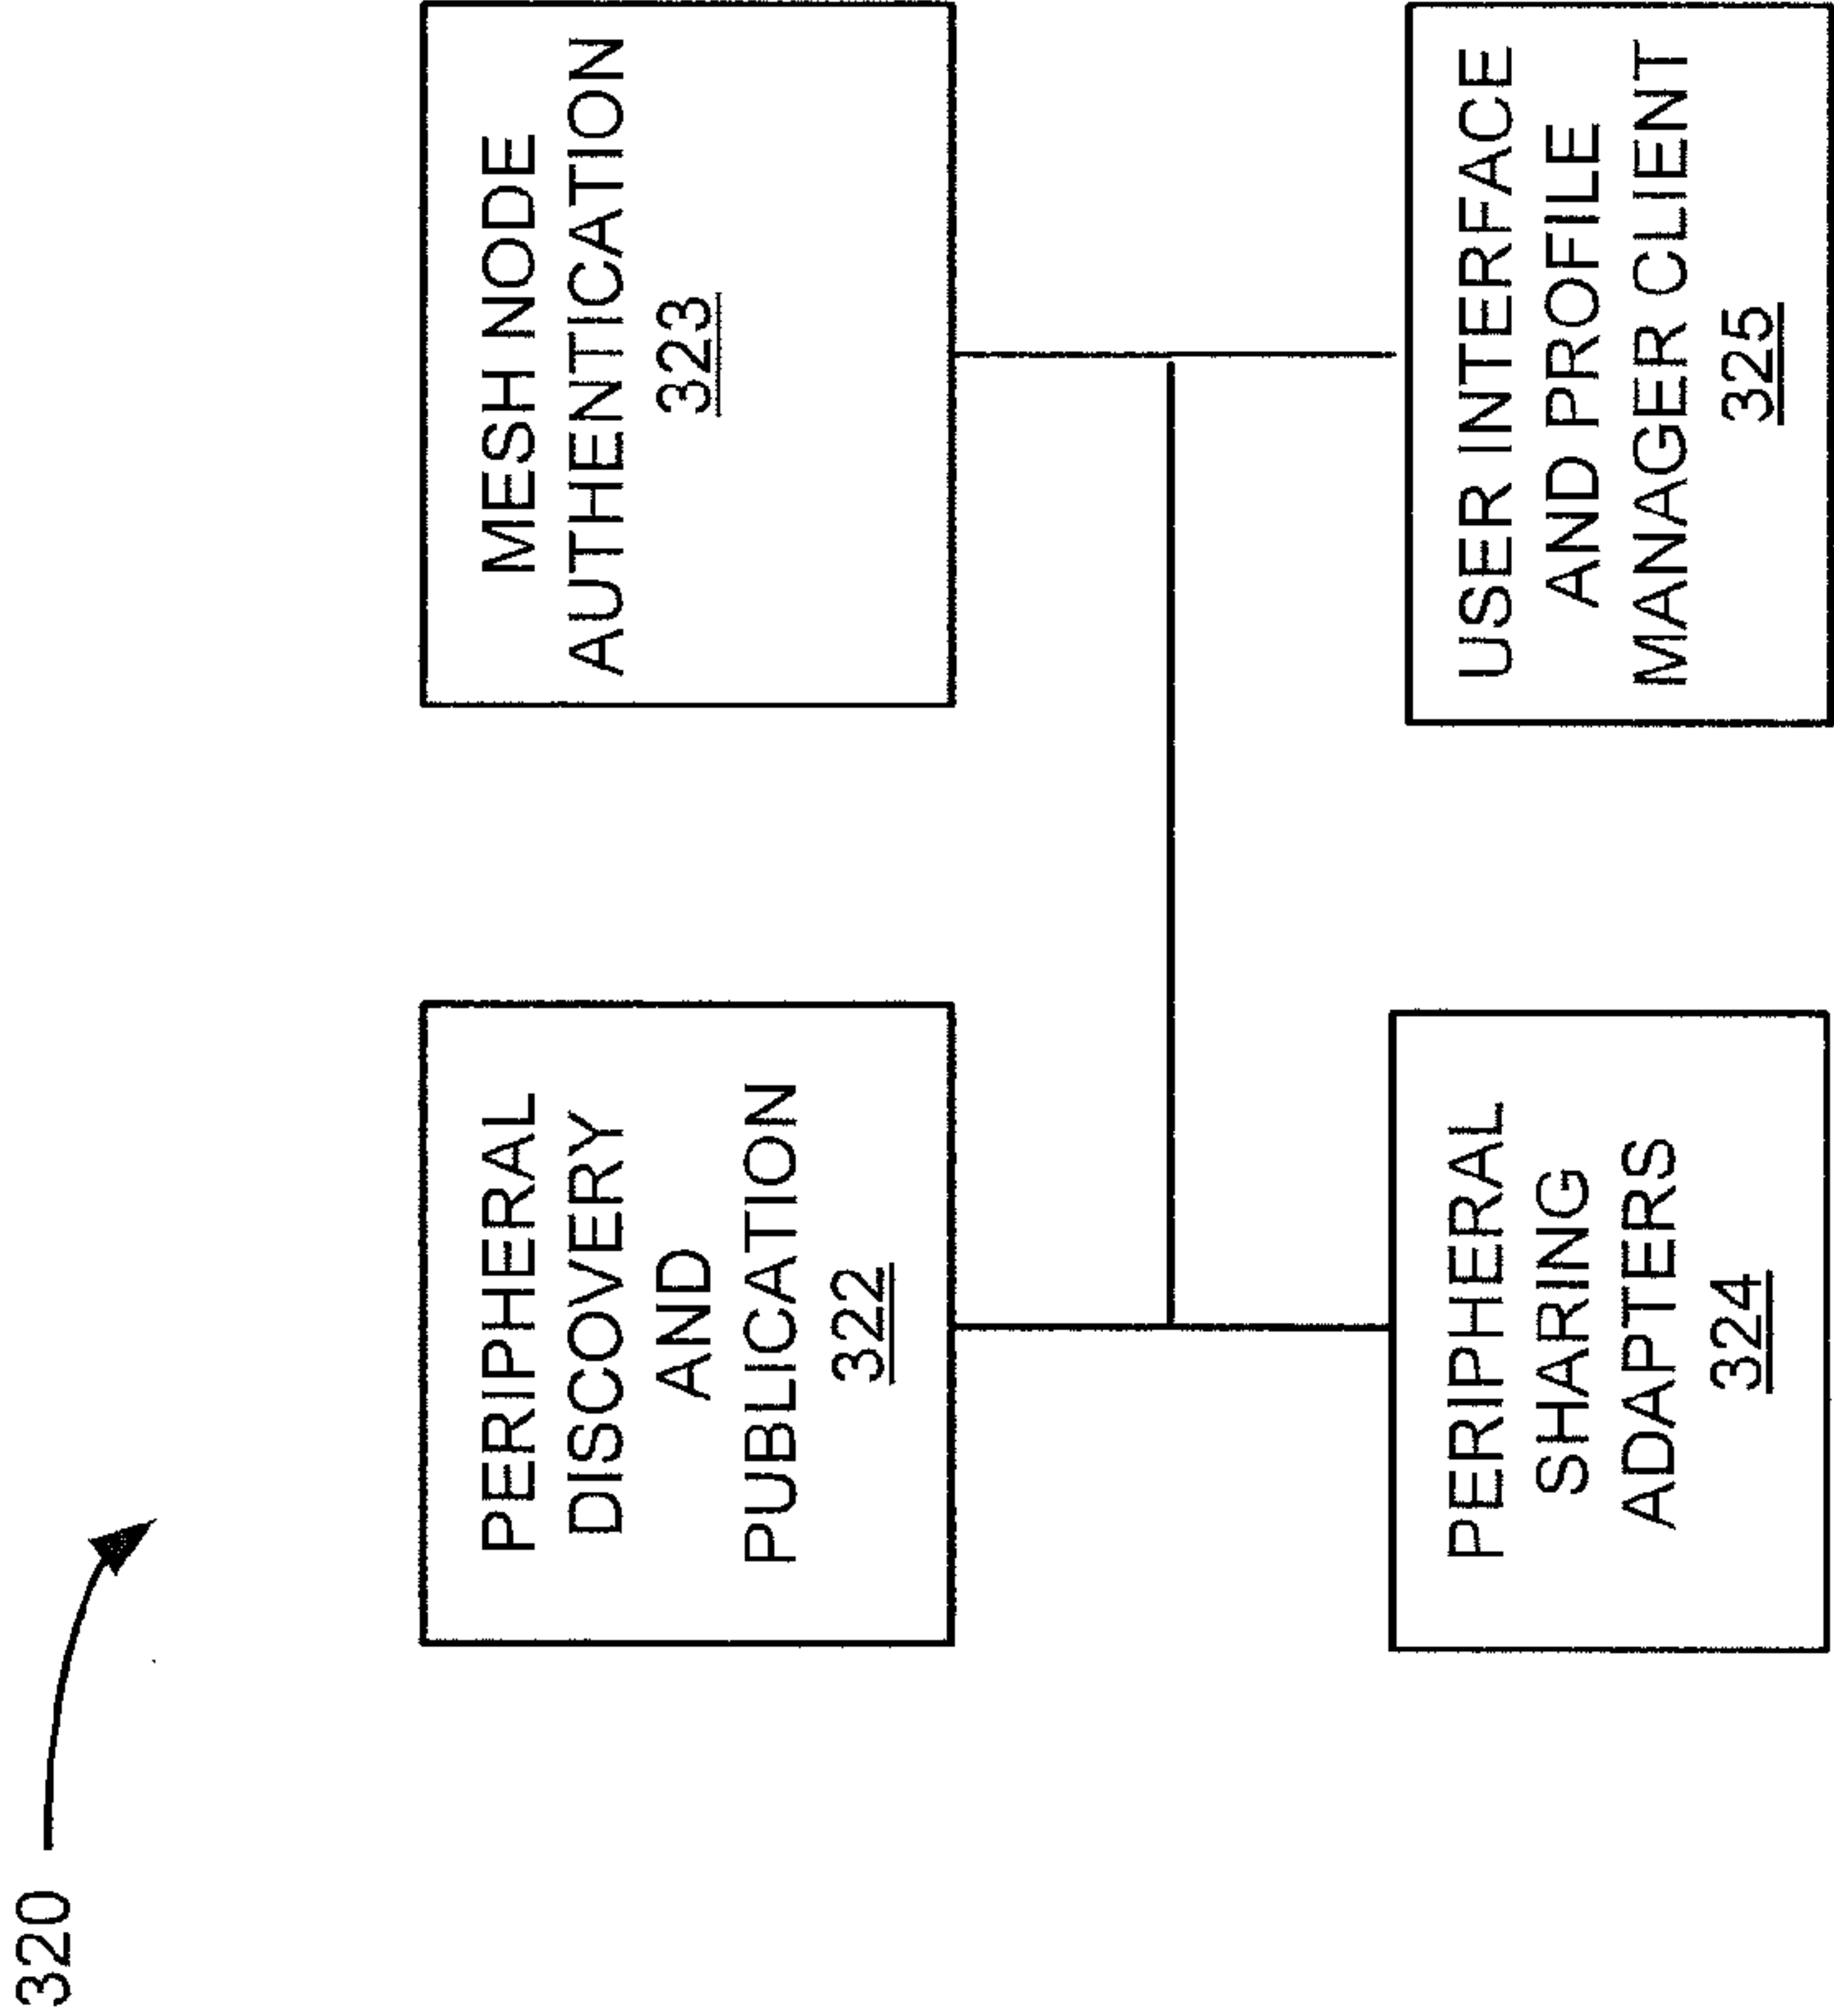 320
PERIPHERAL
DISCOVERY
AND
PUBLICATION
322
MESH NODE
AUTHENTICATION
323
PERIPHERAL
SHARING
ADAPTERS
324
USER INTERFACE
AND PROFILE
MANAGER CLIENT
325